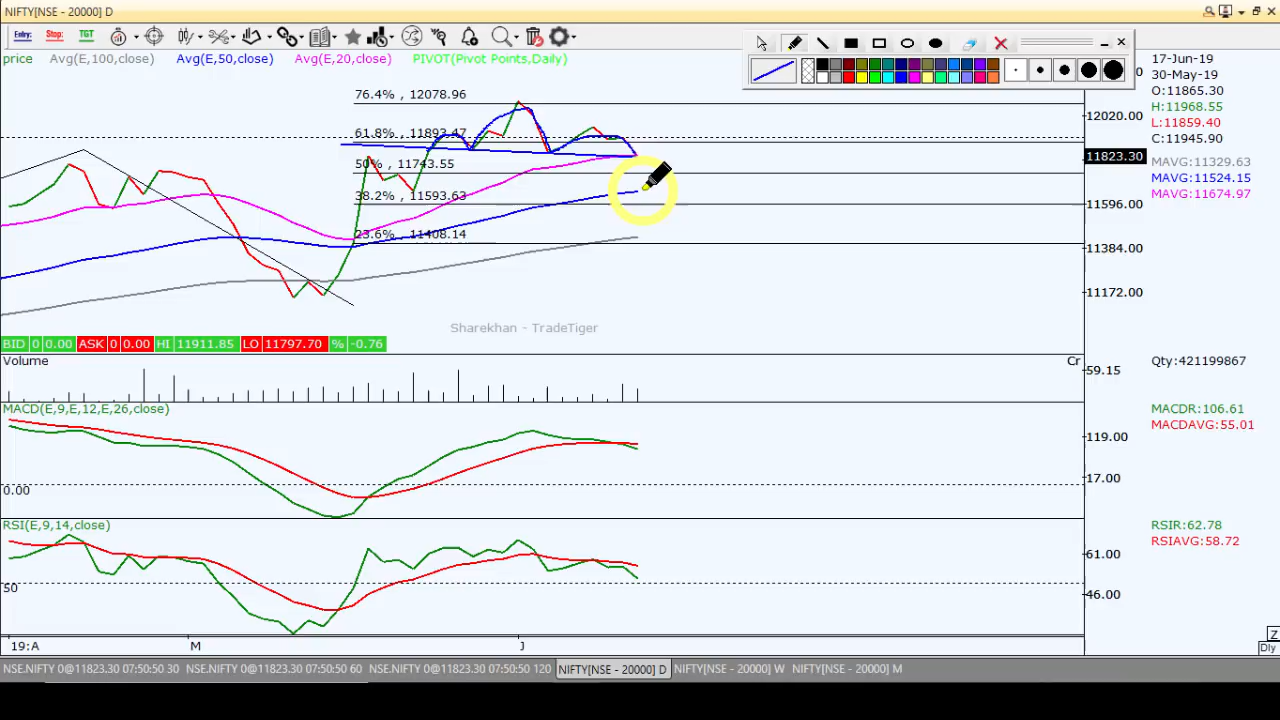 NIFTY[NSE - 20000] D
Entry: Stop: TGT
price Avg(E,100,close) Avg(E,50,close) Avg(E,20,close) PIVOT(Pivot Points,Daily)
76.4% , 12078.96
61.8% , 11893.47
50% , 11743.55
38.2% , 11593.63
23.6% , 11408.14
0
12020.00
11823.30
11596.00
11384.00
11172.00
17-Jun-19
30-May-19
O:11865.30
H:11968.55
L:11859.40
C:11945.90
MAVG:11329.63
MAVG:11524.15
MAVG:11674.97
Sharekhan - TradeTiger
BID 0 0.00 ASK 0 0.00 HI 11911.85 LO 11797.70 % -0.76
Volume
Cr
59.15
Qty:421199867
MACD(E,9,E,12,E,26,close)
0.00
119.00
17.00
MACDR:106.61
MACDAVG:55.01
RSI(E,9,14,close)
50
61.00
46.00
RSIR:62.78
RSIAVG:58.72
19:A M J
Z
Dly
NSE.NIFTY 0@11823.30 07:50:50 30 NSE.NIFTY 0@11823.30 07:50:50 60 NSE.NIFTY 0@11823.30 07:50:50 120 NIFTY[NSE - 20000] D NIFTY[NSE - 20000] W NIFTY[NSE - 20000] M